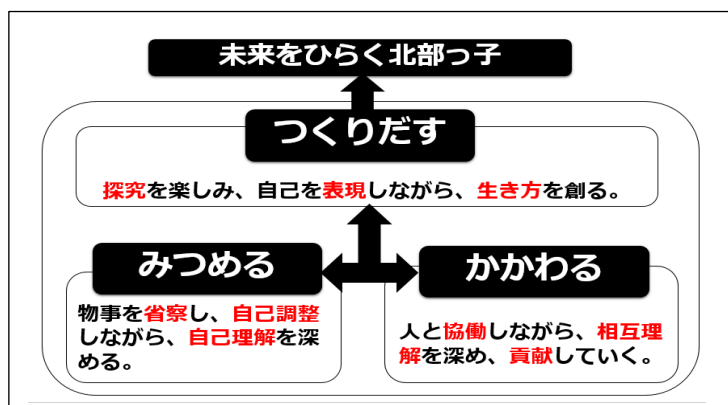 未来をひらく北部っ子
つくりだす
探究を楽しみ、自己を表現しながら、生き方を創る。
みつめる
物事を省察し、自己調整
しながら、自己理解を深
める。
かかわる
人と協働しながら、相互理
解を深め、貢献していく。